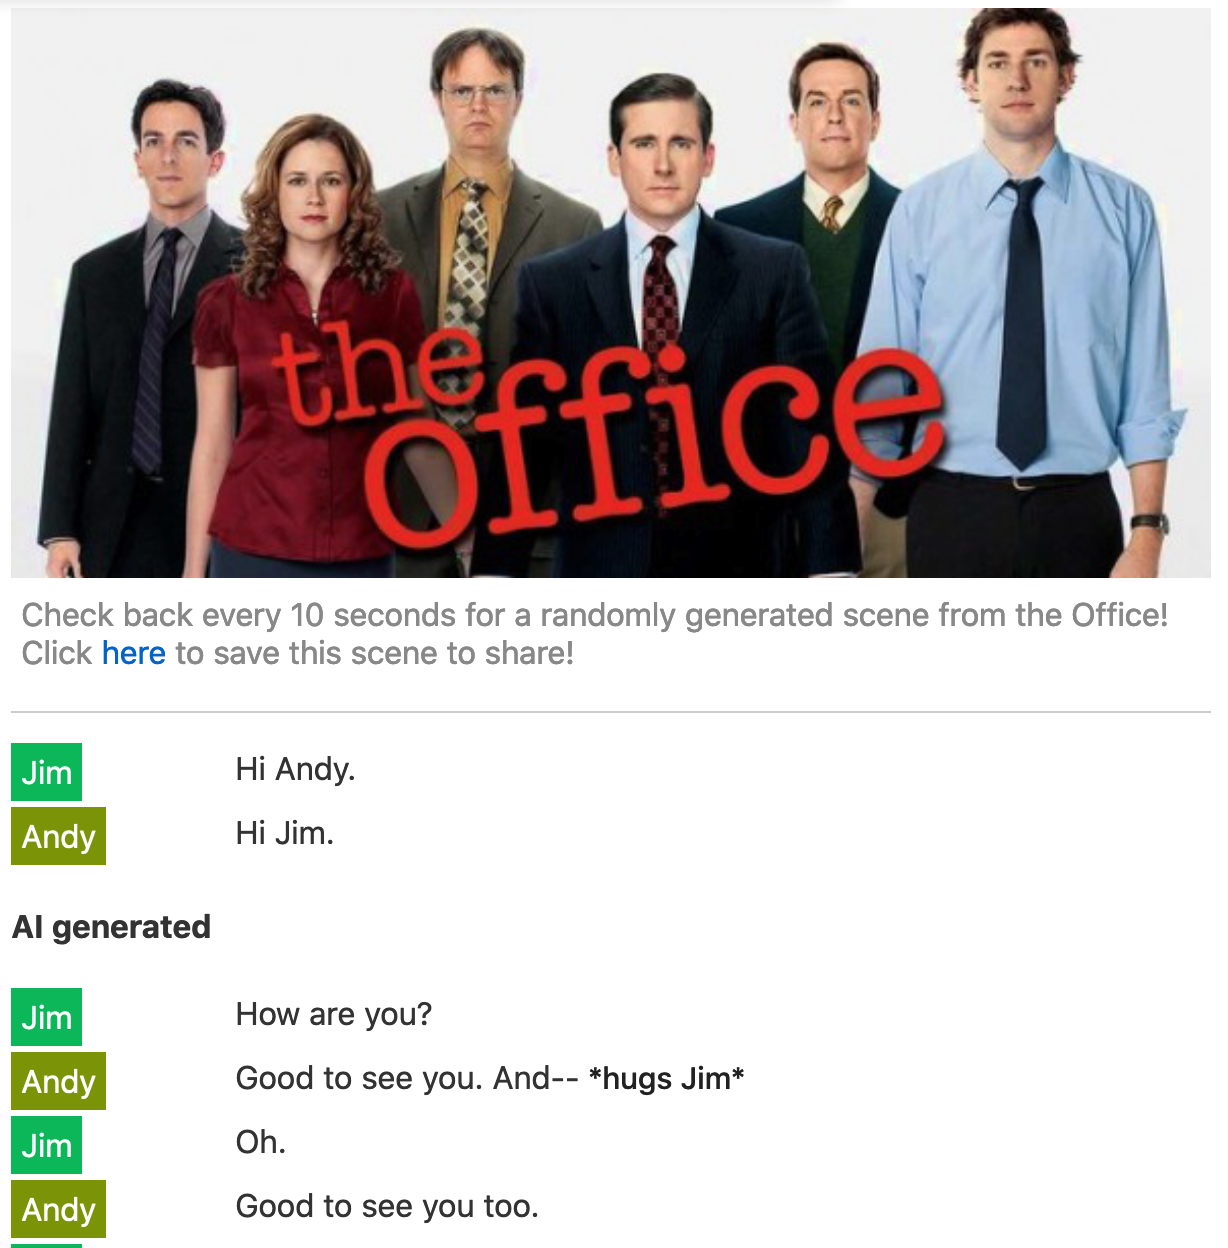 the
office
Check back every 10 seconds for a randomly generated scene from the Office!
Click here to save this scene to share!
Jim Hi Andy.
Andy Hi Jim.
AI generated
Jim How are you?
Andy Good to see you. And-- *hugs Jim*
Jim Oh.
Andy Good to see you too.